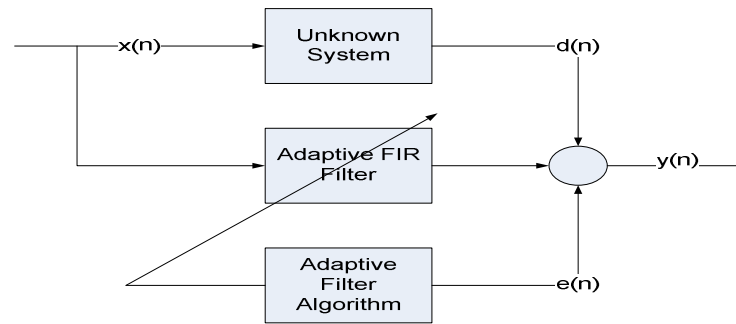 x(n)
Unknown
System
d(n)
Adaptive FIR
Filter
y(n)
Adaptive
Filter
Algorithm
e(n)